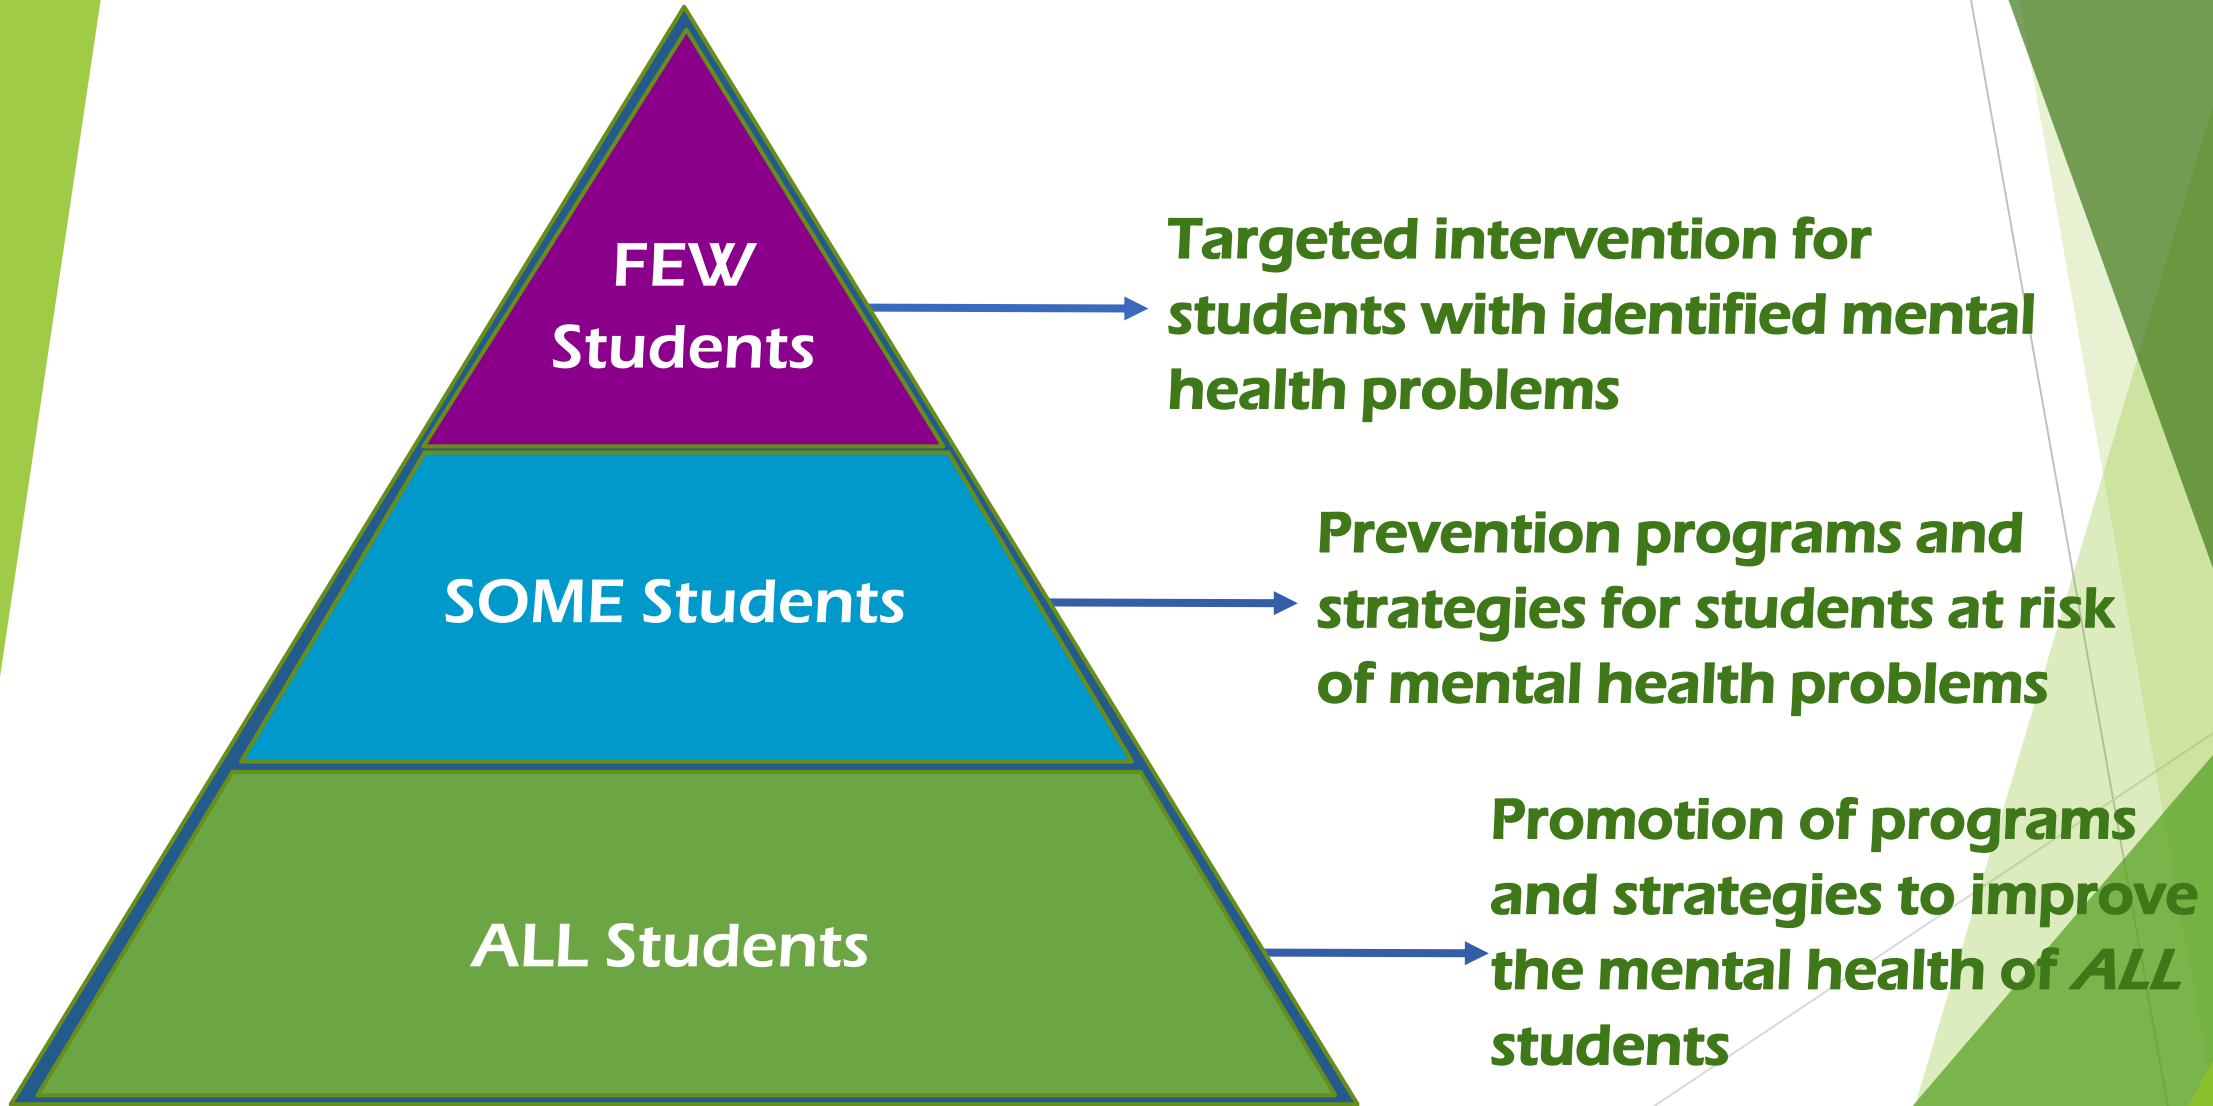 FEW
Students
Targeted intervention for
students with identified mental
health problems
SOME Students
Prevention programs and
strategies for students at risk
of mental health problems
ALL Students
Promotion of programs
and strategies to improve
the mental health of ALL
students